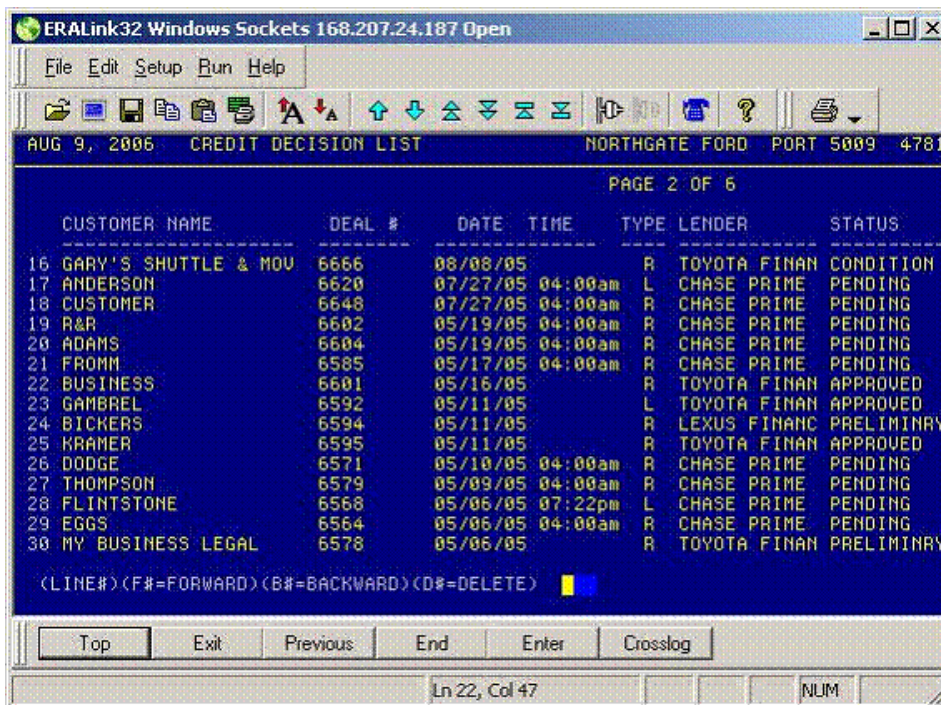 ERALink32 Windows Sockets 168.207.24.187 Open
File Edit Setup Run Help
AUG 9, 2006 CREDIT DECISION LIST NORTHGATE FORD PORT 5009 4781
PAGE 2 OF 6
CUSTOMER NAME DEAL # DATE TIME TYPE LENDER STATUS
16 GARY'S SHUTTLE & MOV 6666 08/08/05 R TOYOTA FINAN CONDITION
17 ANDERSON 6620 07/27/05 04:00am L CHASE PRIME PENDING
18 CUSTOMER 6648 07/27/05 04:00am R CHASE PRIME PENDING
19 R&R 6602 05/19/05 04:00am R CHASE PRIME PENDING
20 ADAMS 6604 05/19/05 04:00am R CHASE PRIME PENDING
21 FROMM 6585 05/17/05 04:00am R CHASE PRIME PENDING
22 BUSINESS 6601 05/16/05 R TOYOTA FINAN APPROVED
23 GAMBREL 6592 05/11/05 L TOYOTA FINAN APPROVED
24 BICKERS 6594 05/11/05 R LEXUS FINANC PRELIMINRY
25 KRAMER 6595 05/11/05 R TOYOTA FINAN APPROVED
26 DODGE 6571 05/10/05 04:00am R CHASE PRIME PENDING
27 THOMPSON 6579 05/09/05 04:00am R CHASE PRIME PENDING
28 FLINTSTONE 6568 05/06/05 07:22pm L CHASE PRIME PENDING
29 EGGS 6564 05/06/05 04:00am R CHASE PRIME PENDING
30 MY BUSINESS LEGAL 6578 05/06/05 R TOYOTA FINAN PRELIMINRY
(LINE#)(F#=FORWARD)(B#=BACKWARD)(D#=DELETE)
Top Exit Previous End Enter Crosslog
Ln 22, Col 47 NUM